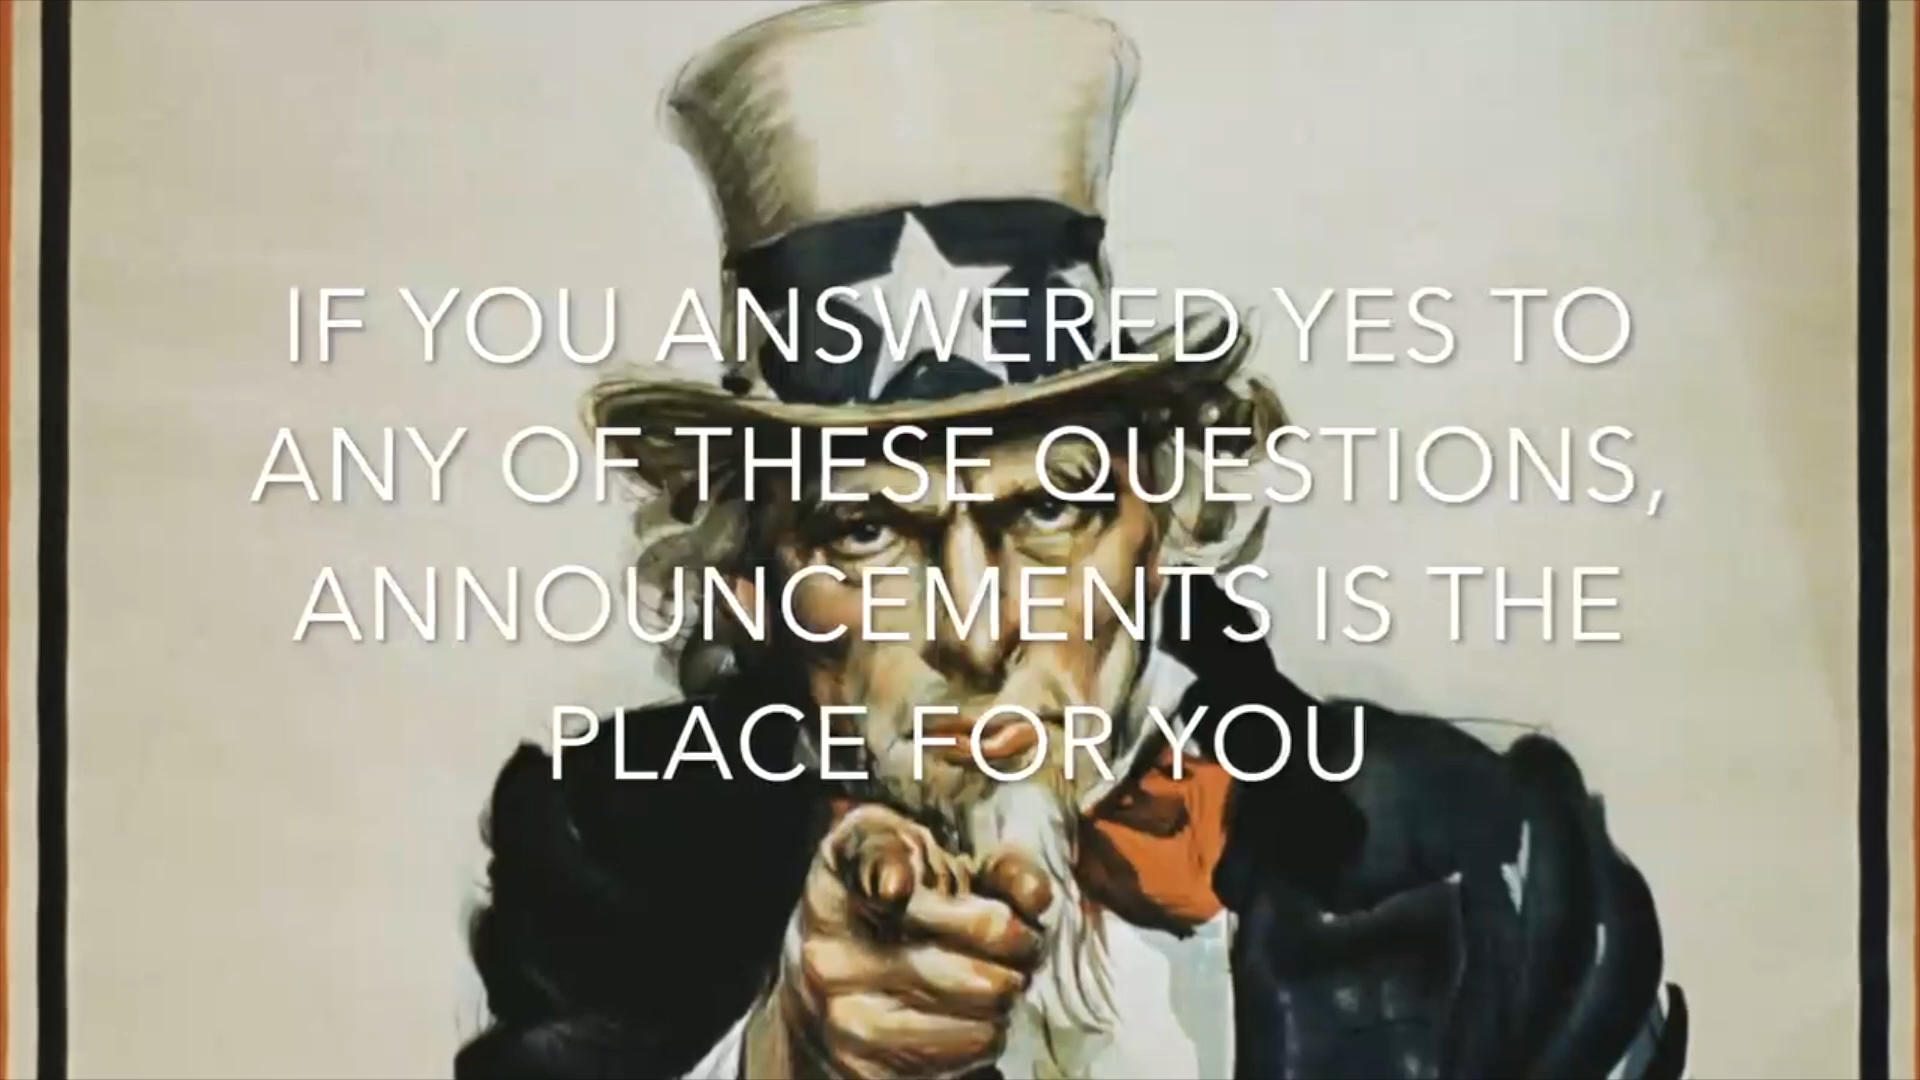 IF YOU ANSWERED YES TO
ANY OF THESE QUESTIONS,
ANNOUNCEMENTS IS THE
PLACE FOR YOU